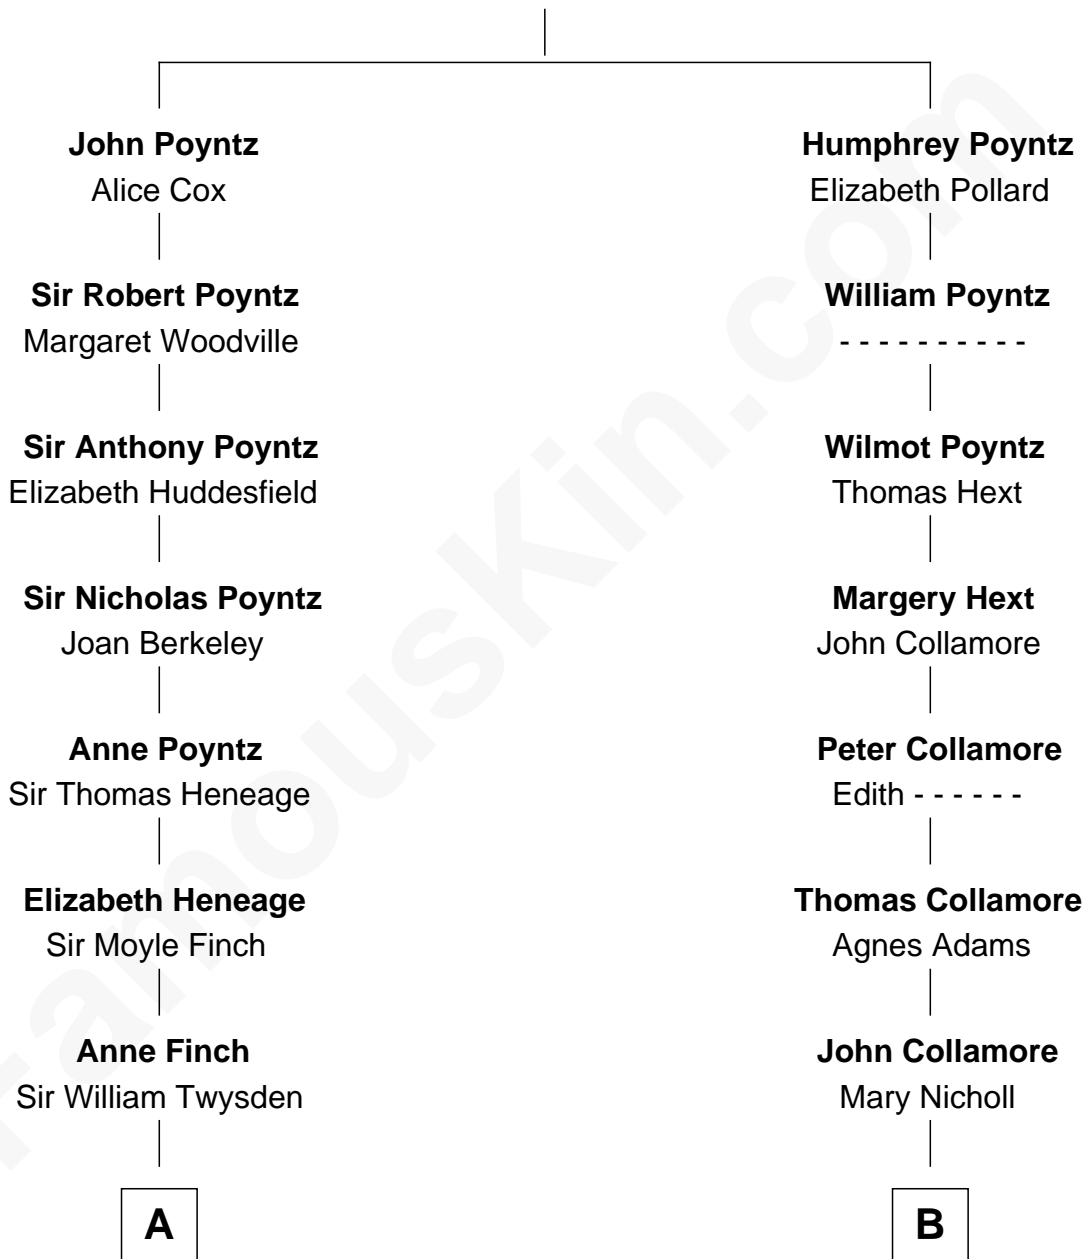 John Poyntz
Alice Cox
Sir Robert Poyntz
Margaret Woodville
Sir Anthony Poyntz
Elizabeth Huddesfield
Sir Nicholas Poyntz
Joan Berkeley
Anne Poyntz
Sir Thomas Heneage
Elizabeth Heneage
Sir Moyle Finch
Anne Finch
Sir William Twysden
A
Humphrey Poyntz
Elizabeth Pollard
William Poyntz
- - - - - - - - - -
Wilmot Poyntz
Thomas Hext
Margery Hext
John Collamore
Peter Collamore
Edith - - - - - -
Thomas Collamore
Agnes Adams
John Collamore
Mary Nicholl
B
FamousKin.com